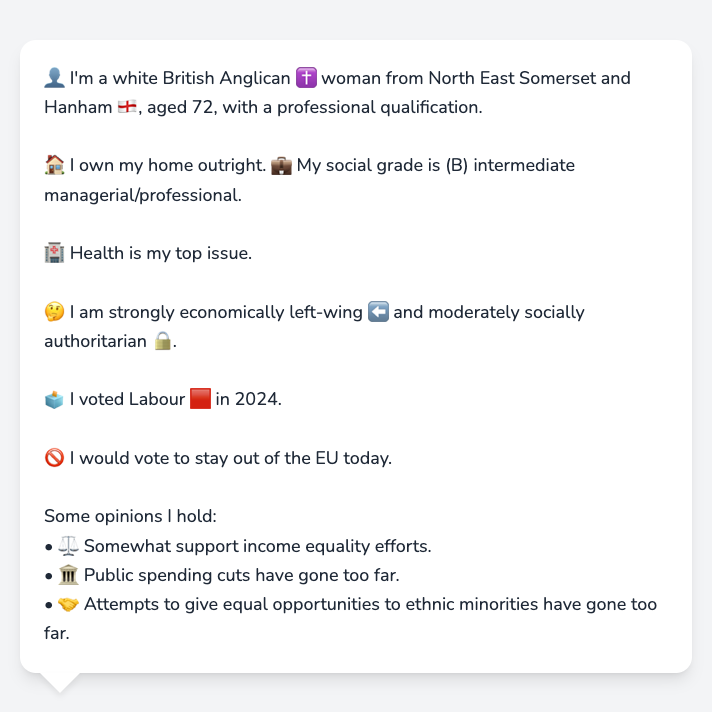 👤 I'm a white British Anglican ✝️ woman from North East Somerset and
Hanham 🏴󠁧󠁢󠁥󠁮󠁧󠁿, aged 72, with a professional qualification.
🏠 I own my home outright. 💼 My social grade is (B) intermediate
managerial/professional.
🏥 Health is my top issue.
🤔 I am strongly economically left-wing ⬅️ and moderately socially
authoritarian 🔒.
🗳️ I voted Labour 🟥 in 2024.
🚫 I would vote to stay out of the EU today.
Some opinions I hold:
• ⚖️ Somewhat support income equality efforts.
• 🏛️ Public spending cuts have gone too far.
• 🤝 Attempts to give equal opportunities to ethnic minorities have gone too
far.